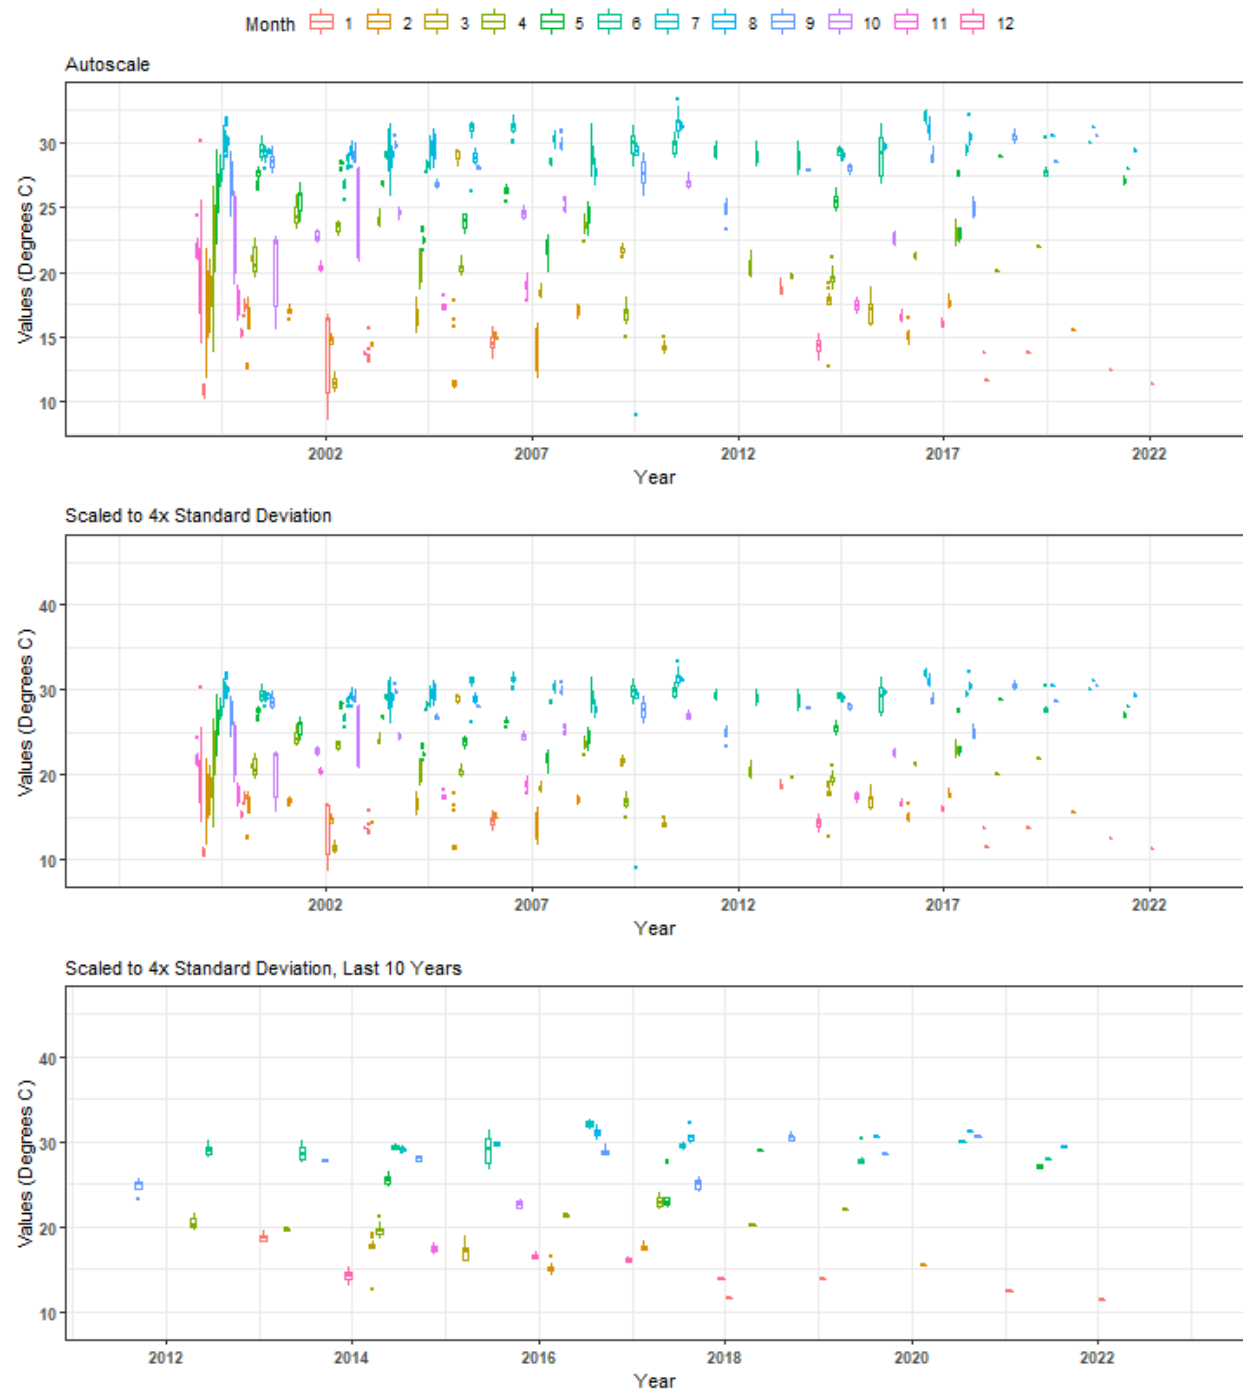 Month 1 2 3 4 5 6 7 8 9 10 11 12
Autoscale
30
25
20
15
10
Values (Degrees C)
2002 2007 2012 2017 2022
Year
Scaled to 4x Standard Deviation
40
30
20
10
Values (Degrees C)
2002 2007 2012 2017 2022
Year
Scaled to 4x Standard Deviation, Last 10 Years
40
30
20
10
Values (Degrees C)
2012 2014 2016 2018 2020 2022
Year